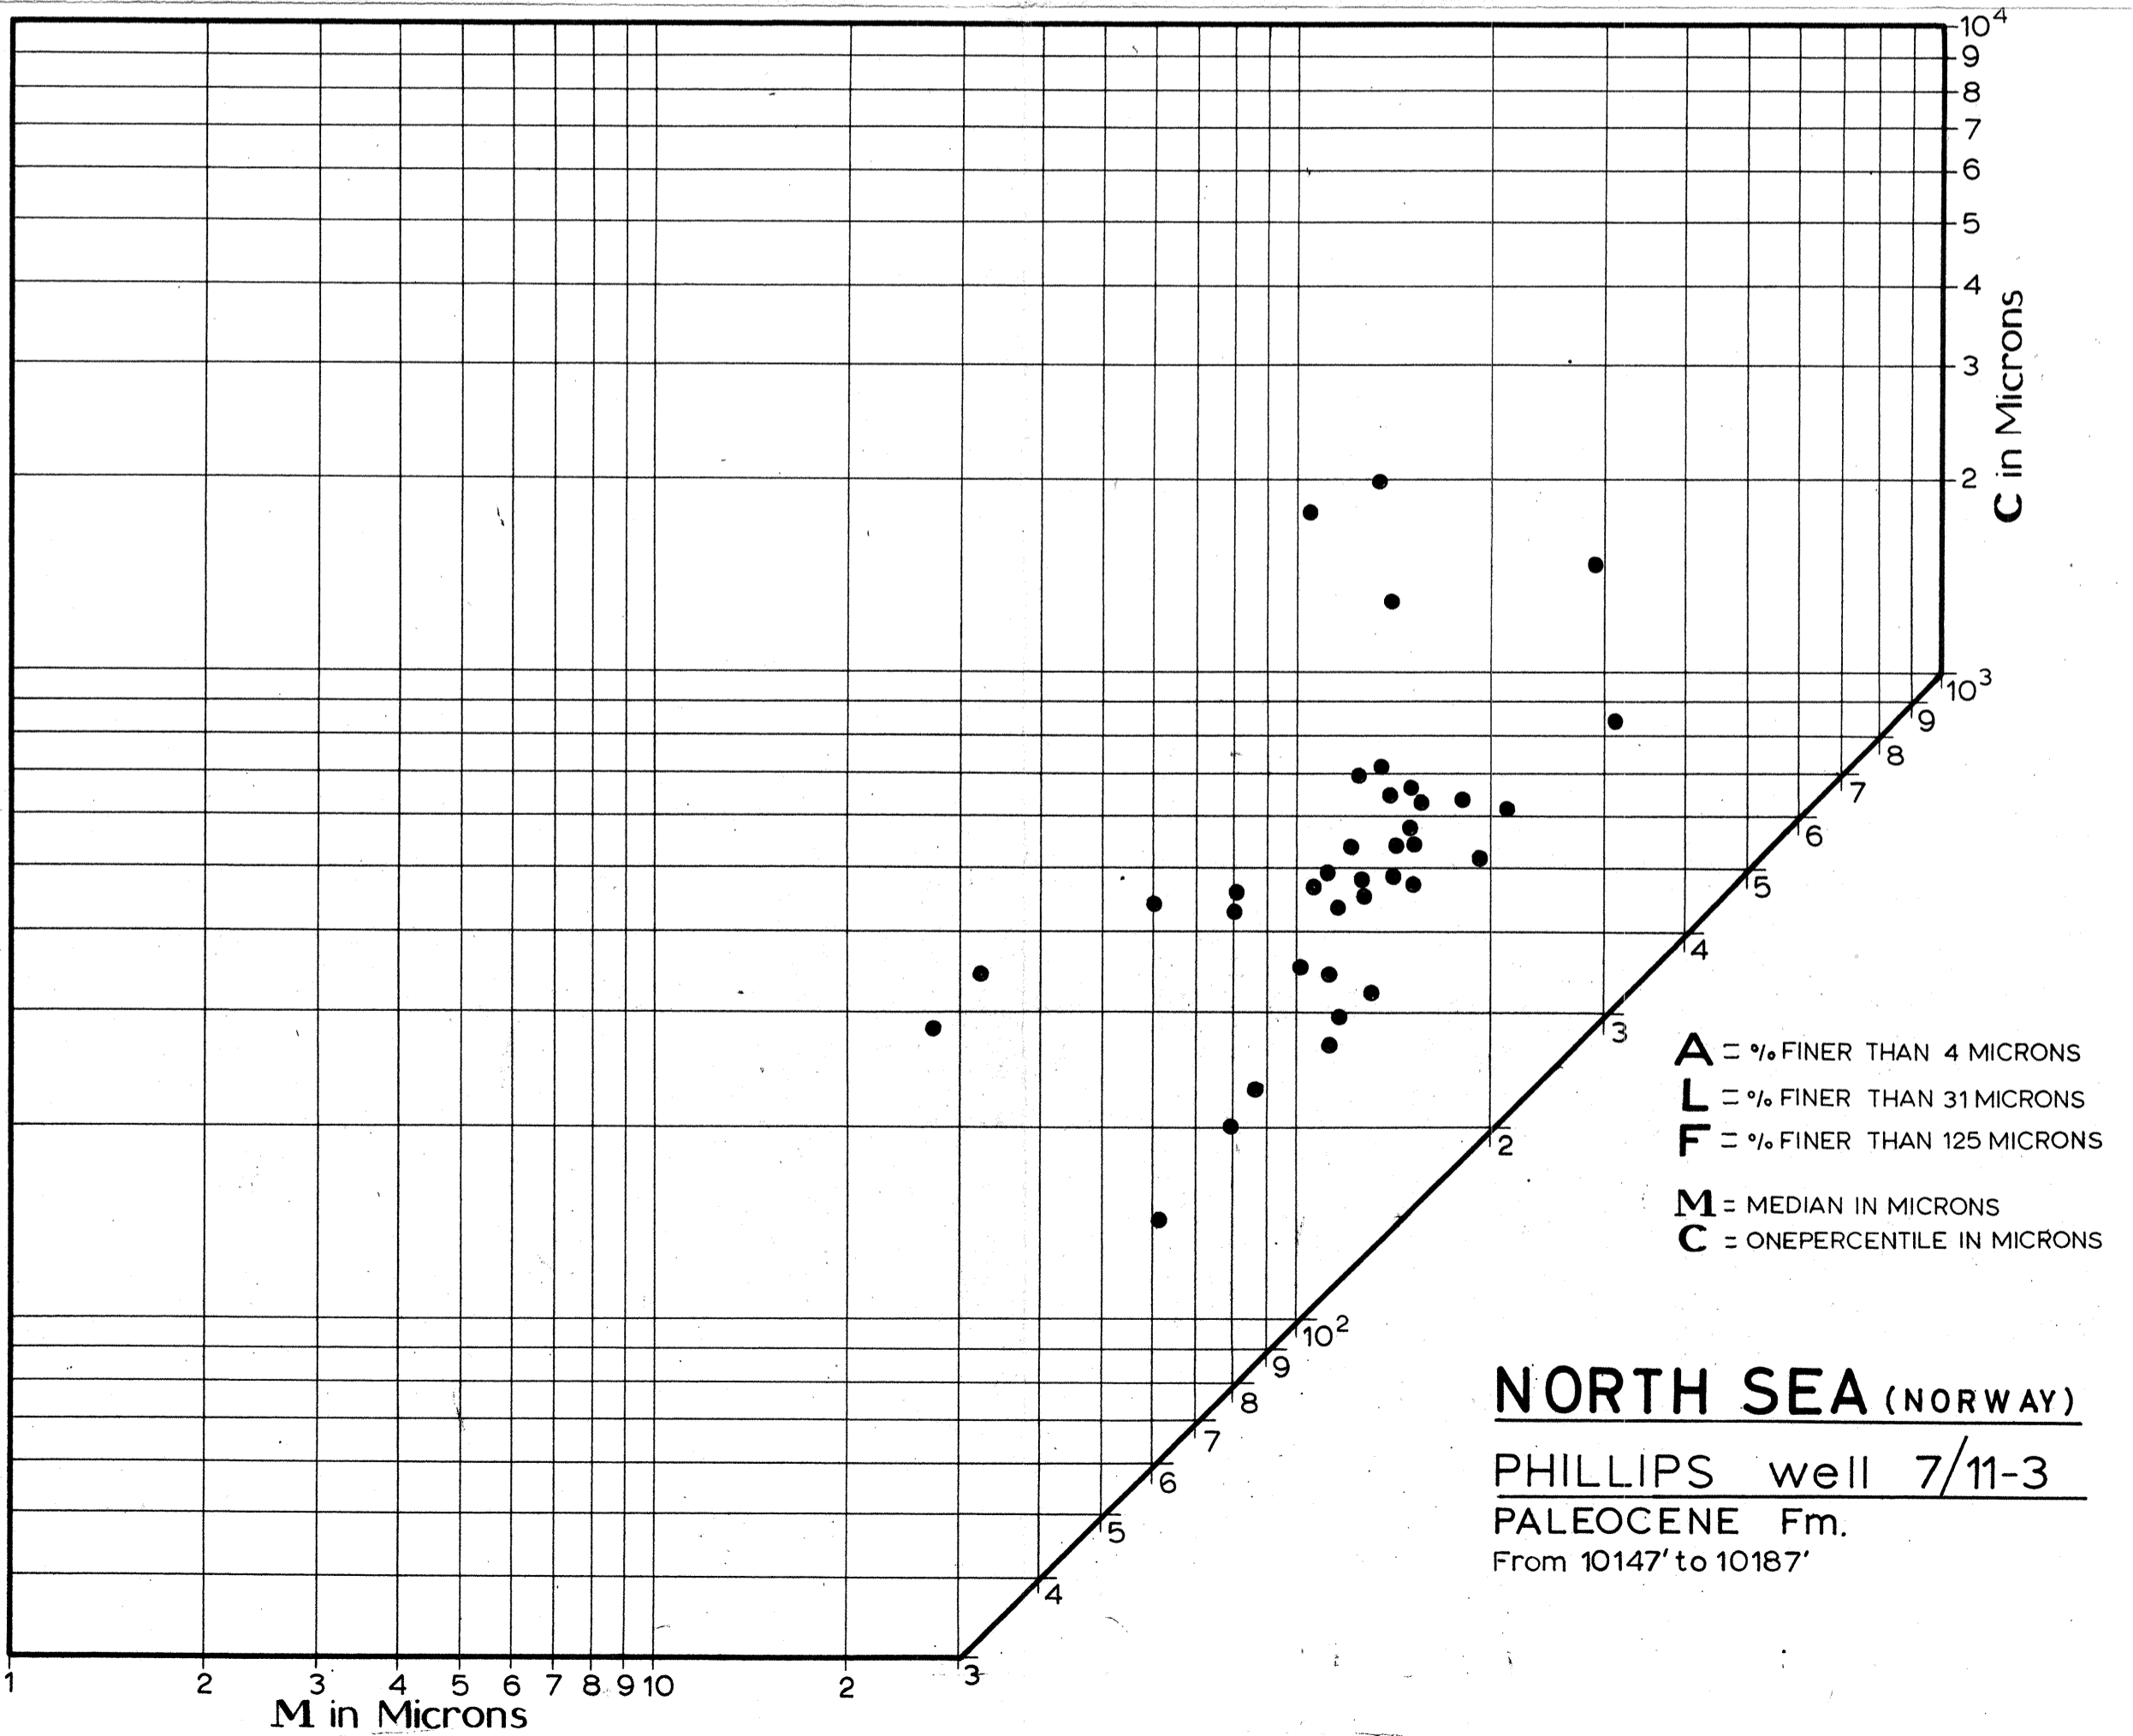 10⁴
9
8
7
6
5
4
3
2
C in Microns
10³
9
8
7
6
5
4
3
2
10²
9
8
7
6
5
4
3
1 2 3 4 5 6 7 8 9 10 2
M in Microns
A = % FINER THAN 4 MICRONS
L = % FINER THAN 31 MICRONS
F = % FINER THAN 125 MICRONS
M = MEDIAN IN MICRONS
C = ONEPERCENTILE IN MICRONS
NORTH SEA (NORWAY)
PHILLIPS well 7/11-3
PALEOCENE Fm.
From 10147' to 10187'